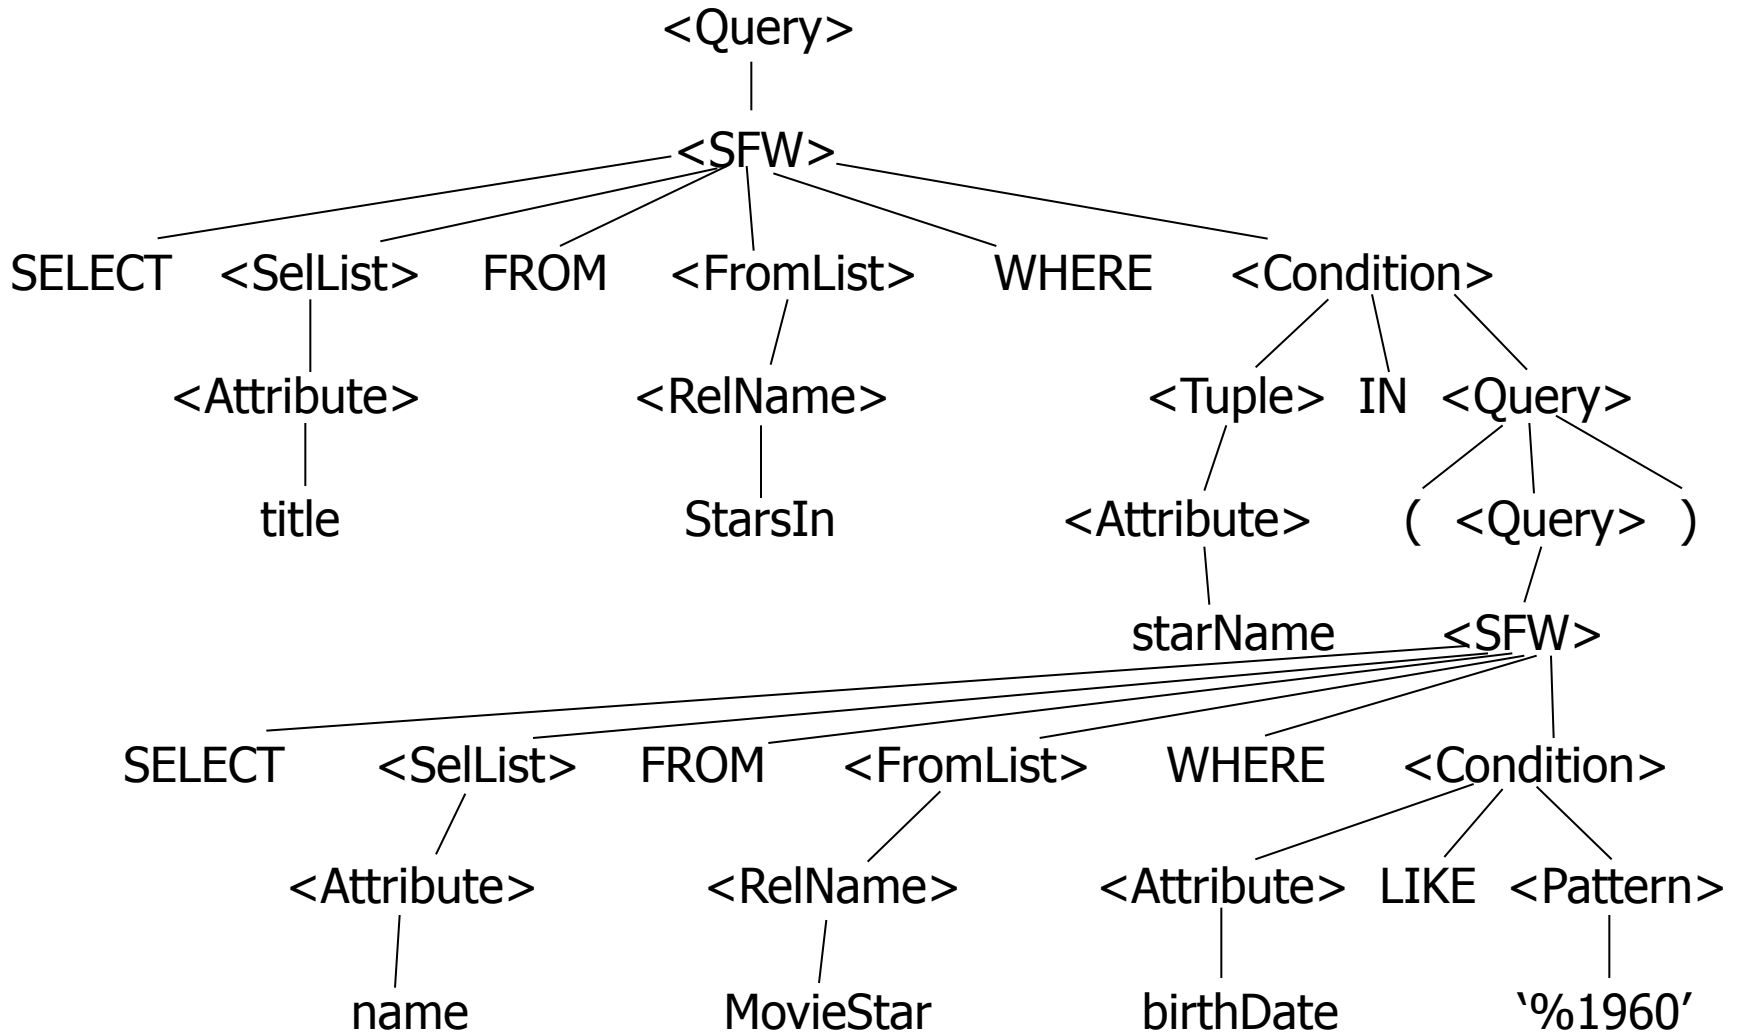 <Query>
<SFW>
SELECT <SelList> FROM <FromList> WHERE <Condition>
<Attribute> <RelName> <Tuple> IN <Query>
title StarsIn <Attribute> ( <Query> )
starName <SFW>
SELECT <SelList> FROM <FromList> WHERE <Condition>
<Attribute> <RelName> <Attribute> LIKE <Pattern>
name MovieStar birthDate ‘%1960’